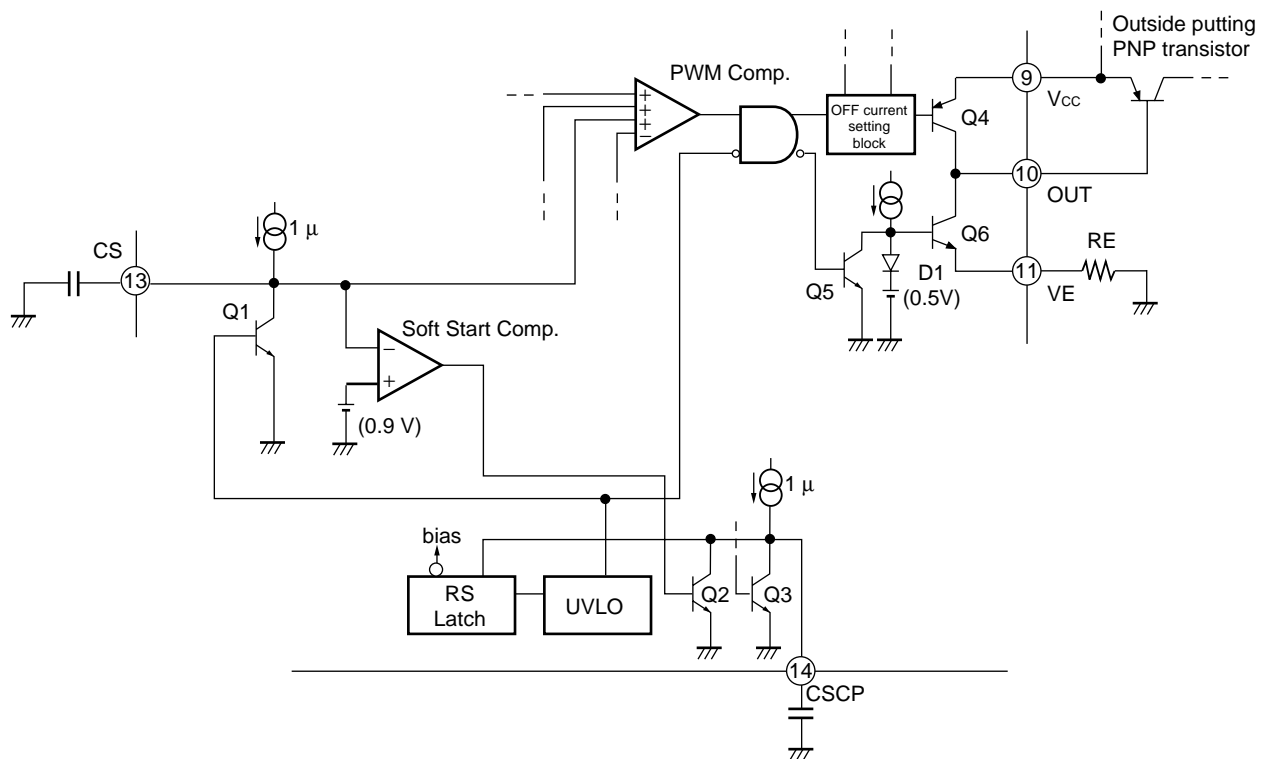 Outside putting
PNP transistor
PWM Comp.
9
VCC
+
+
+
−
OFF current
setting
block
Q4
10
OUT
1 μ
CS
13
Q6
RE
Q5
D1
(0.5V)
11
VE
Q1
Soft Start Comp.
−
+
(0.9 V)
1 μ
bias
RS
Latch
UVLO
Q2
Q3
14
CSCP